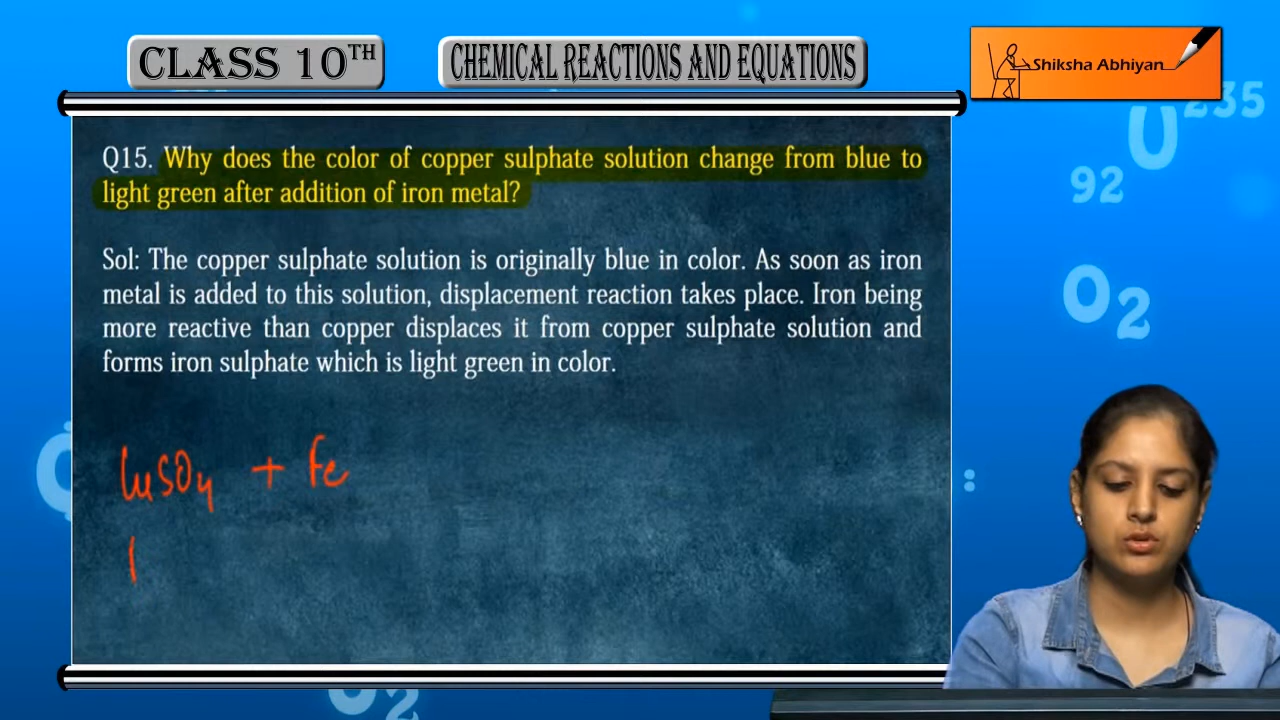 CLASS 10TH
CHEMICAL REACTIONS AND EQUATIONS
Shiksha Abhiyan
Q15. Why does the color of copper sulphate solution change from blue to
light green after addition of iron metal?
Sol: The copper sulphate solution is originally blue in color. As soon as iron
metal is added to this solution, displacement reaction takes place. Iron being
more reactive than copper displaces it from copper sulphate solution and
forms iron sulphate which is light green in color.
CuSO4 + Fe
U235
92
O2
O2